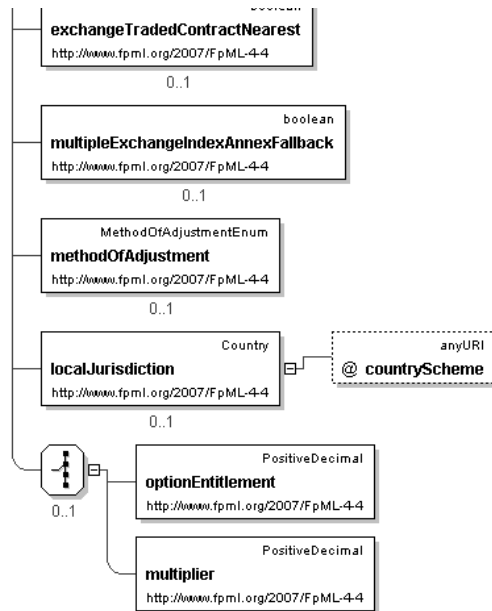 boolean
exchangeTradedContractNearest
http://www.fpml.org/2007/FpML-4-4
0..1
boolean
multipleExchangeIndexAnnexFallback
http://www.fpml.org/2007/FpML-4-4
0..1
MethodOfAdjustmentEnum
methodOfAdjustment
http://www.fpml.org/2007/FpML-4-4
0..1
Country
localJurisdiction
http://www.fpml.org/2007/FpML-4-4
0..1
anyURI
@ countryScheme
0..1
PositiveDecimal
optionEntitlement
http://www.fpml.org/2007/FpML-4-4
PositiveDecimal
multiplier
http://www.fpml.org/2007/FpML-4-4